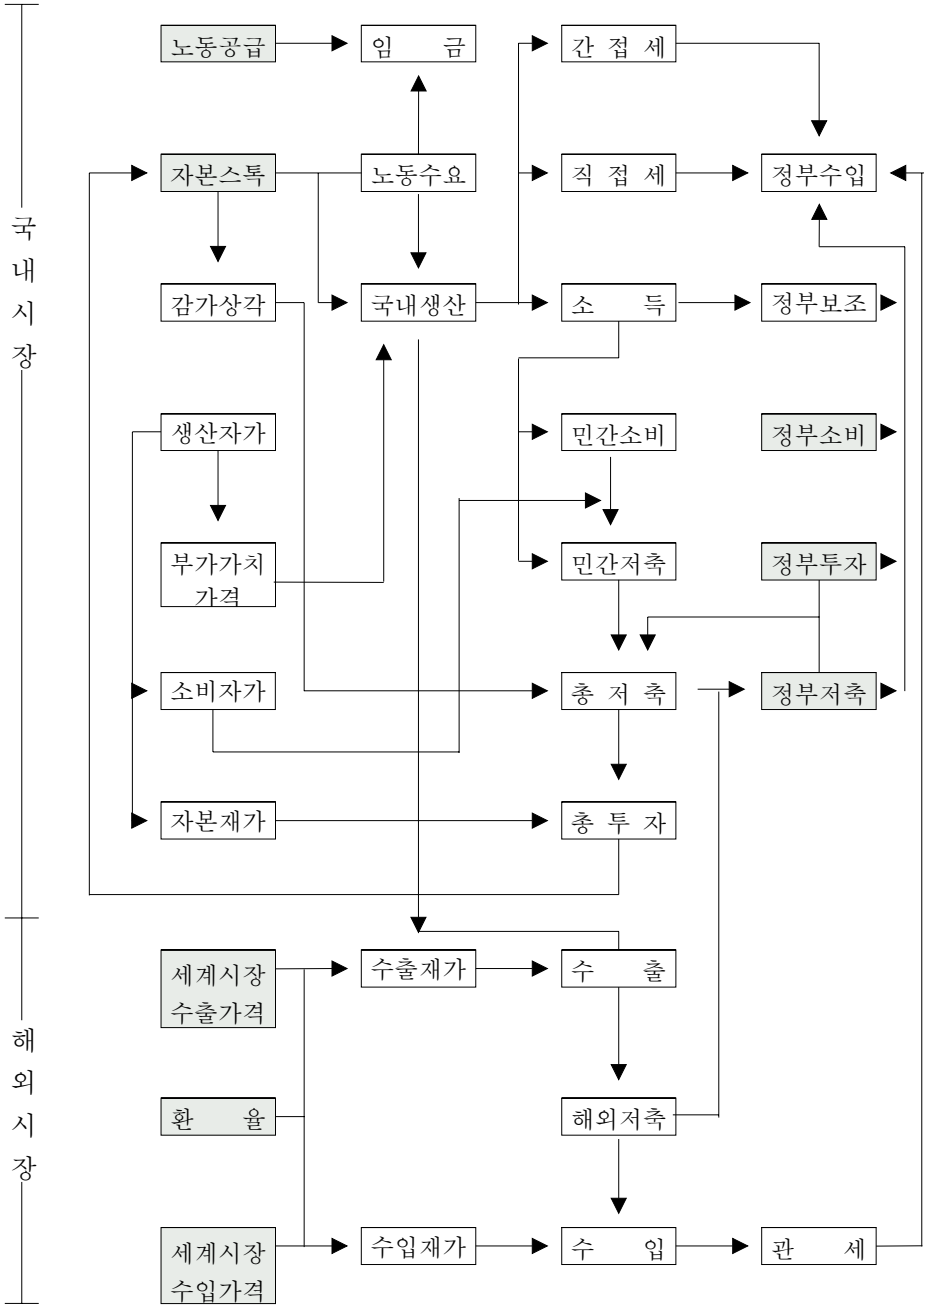 노동공급 임 금 간 접 세
자본스톡 노동수요 직 접 세 정부수입
감가상각 국내생산 소 득 정부보조
생산자가 민간소비 정부소비
부가가치 민간저축 정부투자
가격
소비자가 총 저 축 정부저축
자본재가 총 투 자
국
내
시
장
세계시장 수출재가 수 출
수출가격
환 율 해외저축
세계시장 수입재가 수 입 관 세
수입가격
해
외
시
장